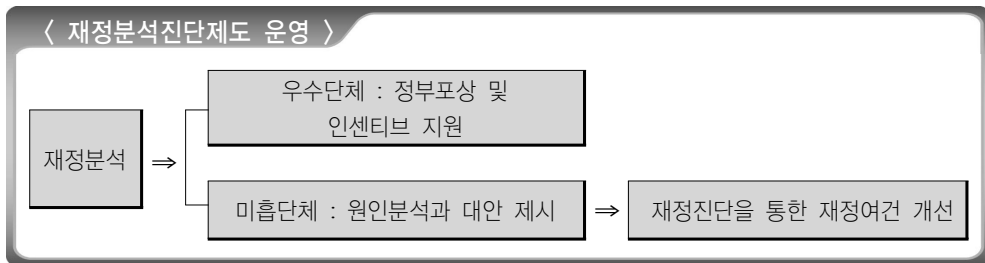 〈 재정분석진단제도 운영 〉
우수단체 : 정부포상 및
인센티브 지원
재정분석 ⇒
미흡단체 : 원인분석과 대안 제시 ⇒ 재정진단을 통한 재정여건 개선